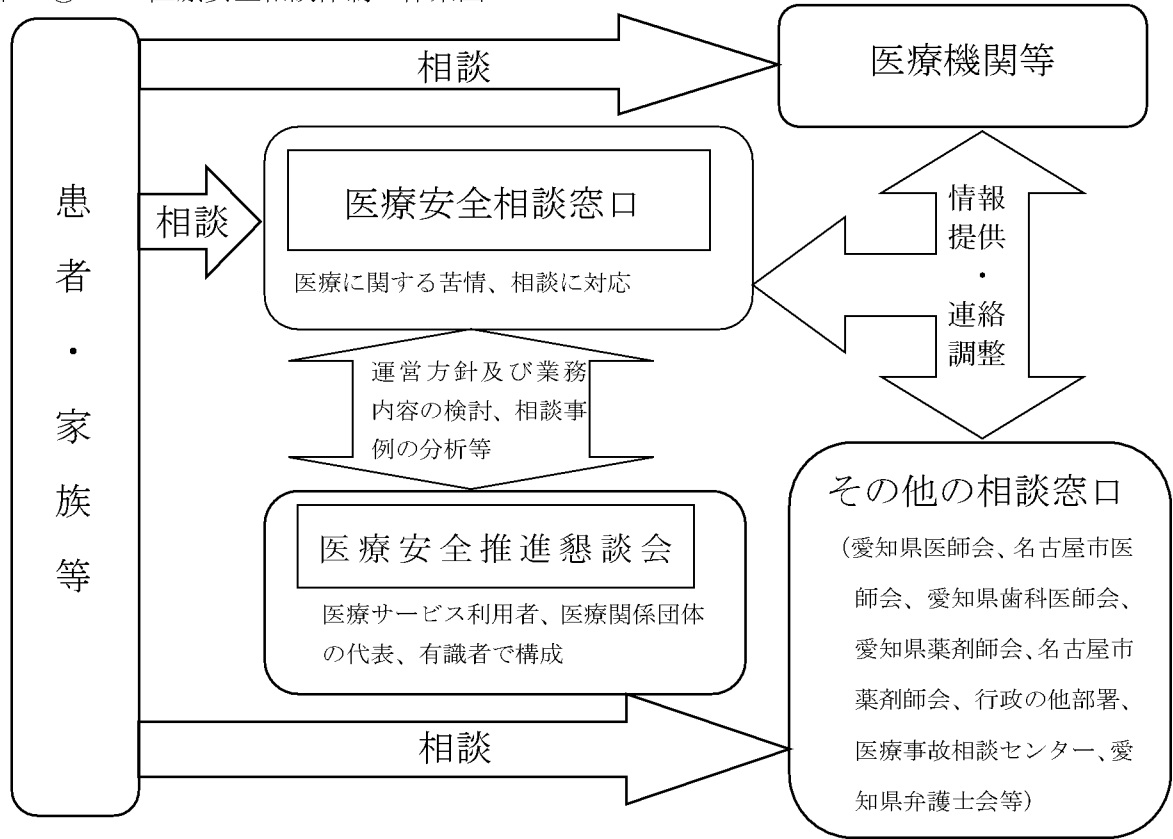 相談
医療機関等
患者・家族等
相談
医療安全相談窓口
医療に関する苦情、相談に対応
情報
提供
・
連絡
調整
運営方針及び業務
内容の検討、相談事
例の分析等
医療安全推進懇談会
医療サービス利用者、医療関係団体
の代表、有識者で構成
その他の相談窓口
(愛知県医師会、名古屋市医
師会、愛知県歯科医師会、
愛知県薬剤師会、名古屋市
薬剤師会、行政の他部署、
医療事故相談センター、愛
知県弁護士会等)
相談